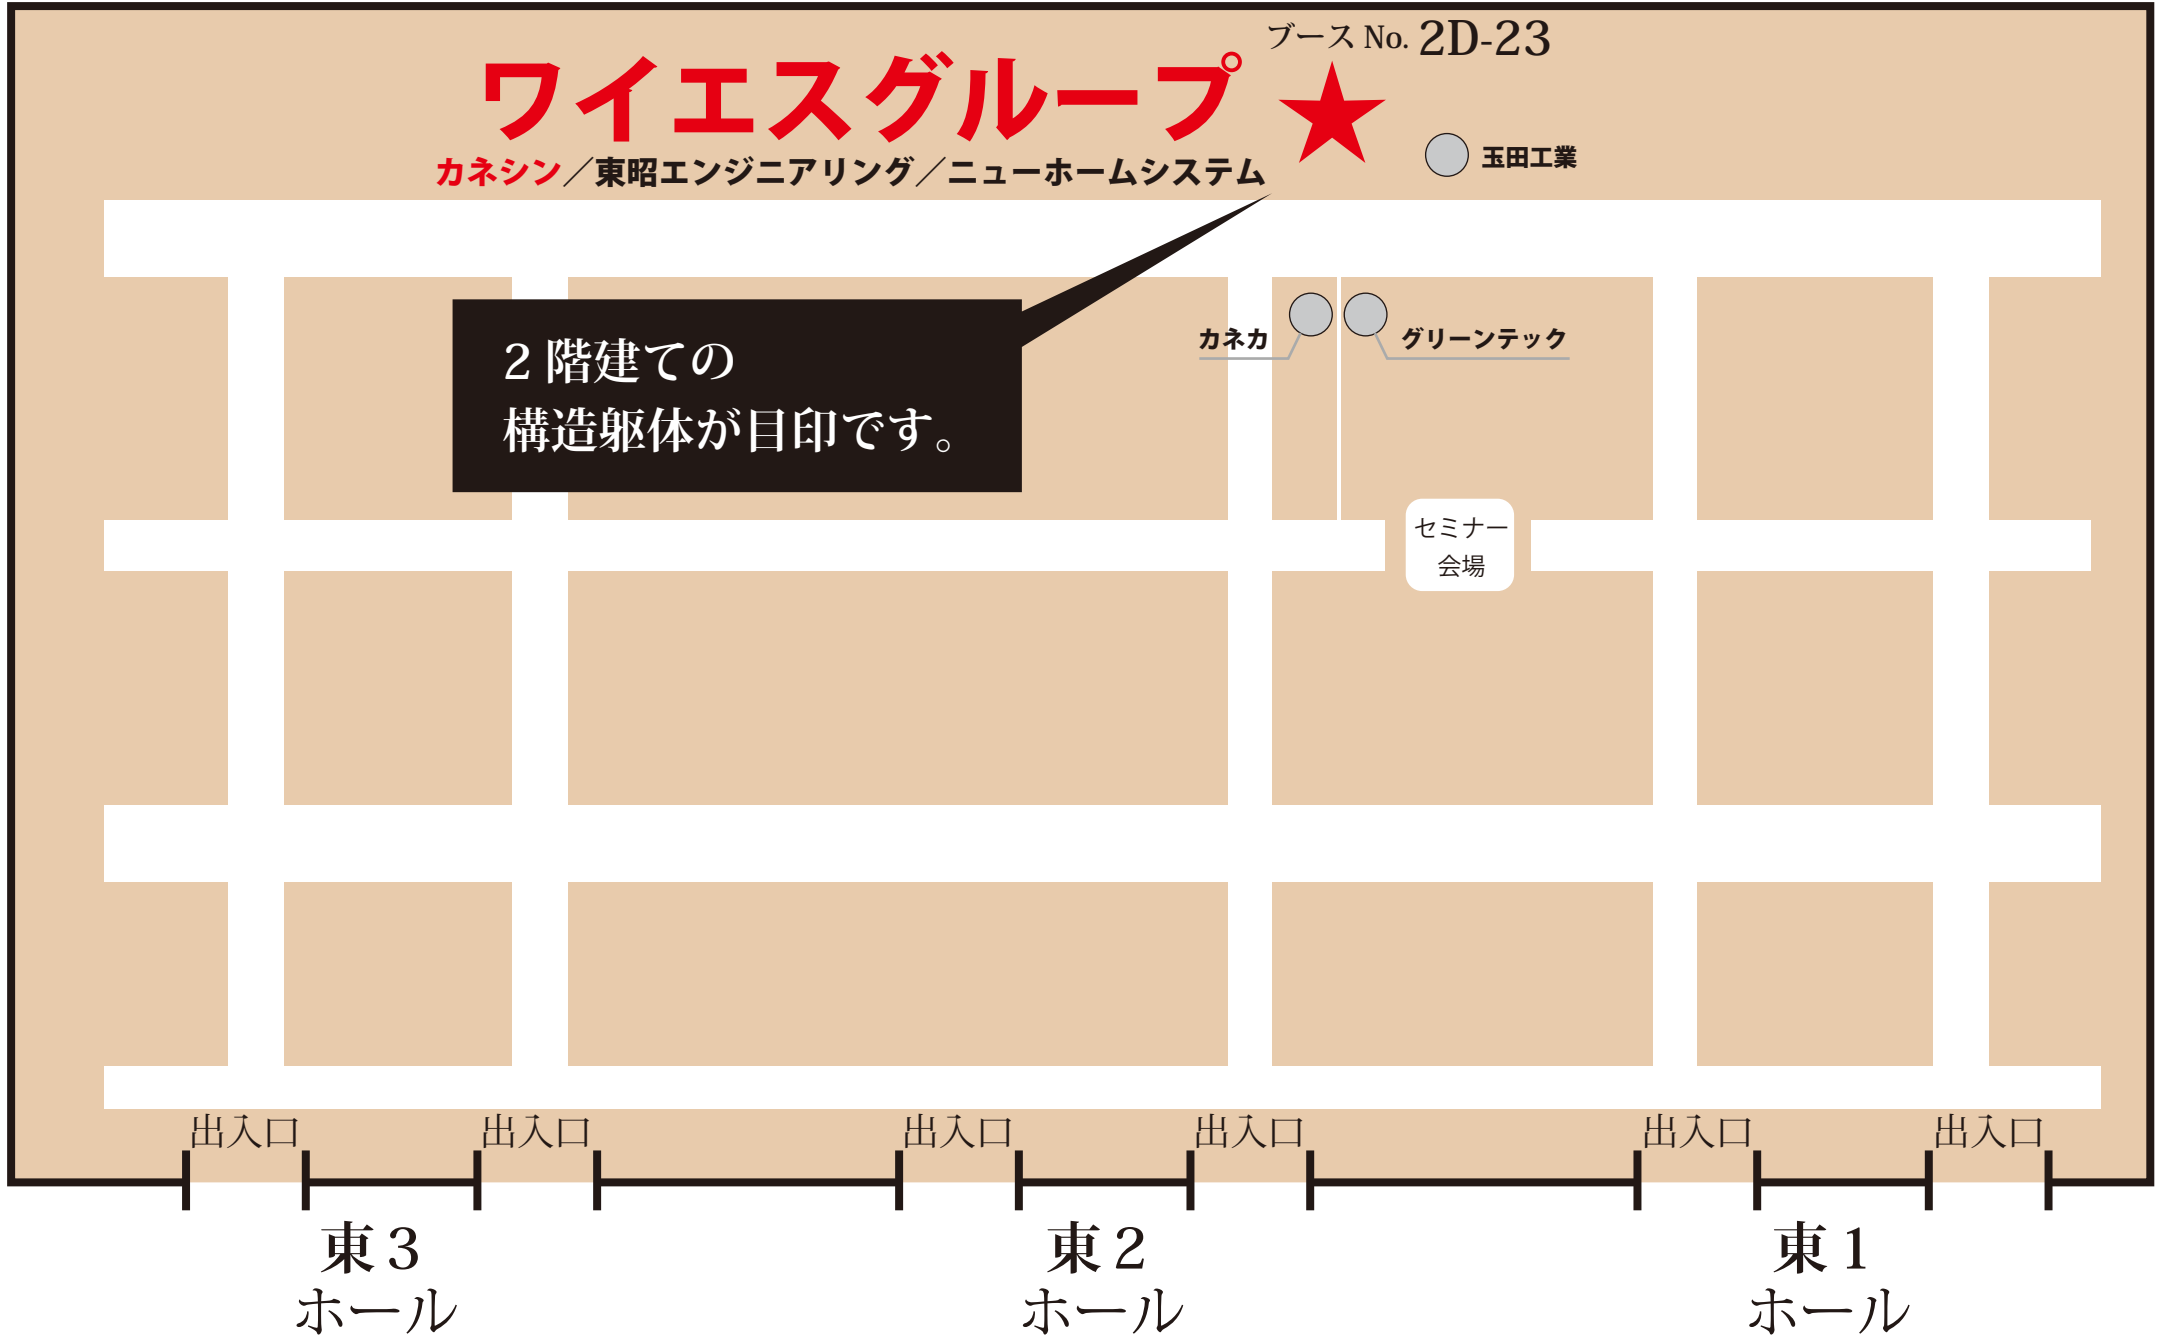 ブース No. 2D-23
ワイエスグループ
カネシン／東昭エンジニアリング／ニューホームシステム
玉田工業
カネカ
グリーンテック
2 階建ての
構造躯体が目印です。
セミナー
会場
出入口
出入口
出入口
出入口
出入口
出入口
東3
ホール
東2
ホール
東1
ホール